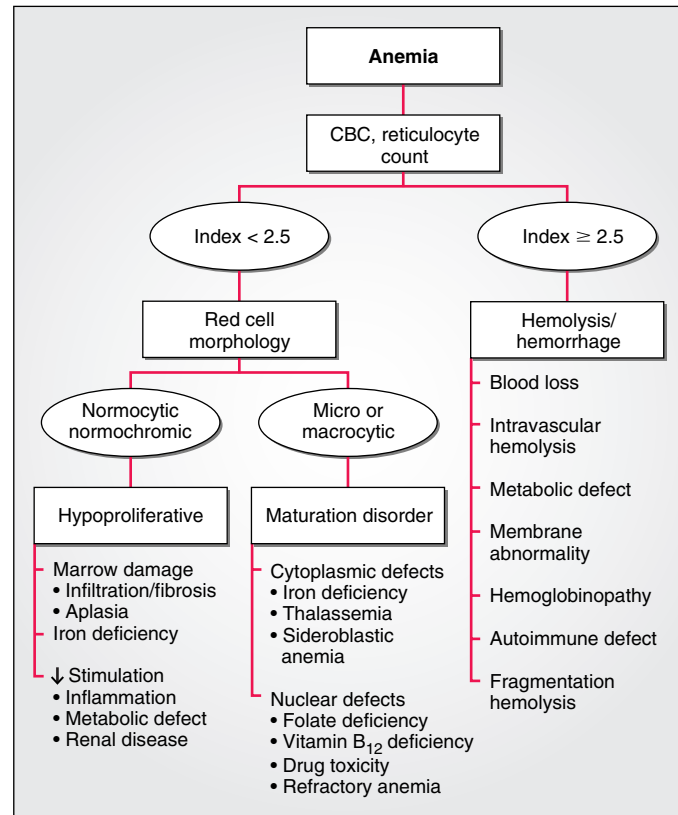 Anemia
CBC, reticulocyte
count
Index < 2.5
Index ≥ 2.5
Red cell
morphology
Hemolysis/
hemorrhage
Normocytic
normochromic
Micro or
macrocytic
Hypoproliferative
Maturation disorder
Marrow damage
• Infiltration/fibrosis
• Aplasia
Iron deficiency
↓ Stimulation
• Inflammation
• Metabolic defect
• Renal disease
Cytoplasmic defects
• Iron deficiency
• Thalassemia
• Sideroblastic
anemia
Nuclear defects
• Folate deficiency
• Vitamin B12 deficiency
• Drug toxicity
• Refractory anemia
Blood loss
Intravascular
hemolysis
Metabolic defect
Membrane
abnormality
Hemoglobinopathy
Autoimmune defect
Fragmentation
hemolysis